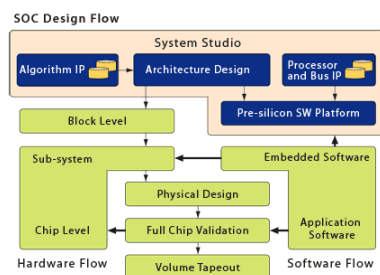 SOC Design Flow
System Studio
Algorithm IP
Architecture Design
Processor
and Bus IP
Block Level
Pre-silicon SW Platform
Sub-system
Embedded Software
Physical Design
Chip Level
Full Chip Validation
Application
Software
Hardware Flow
Volume Tapeout
Software Flow